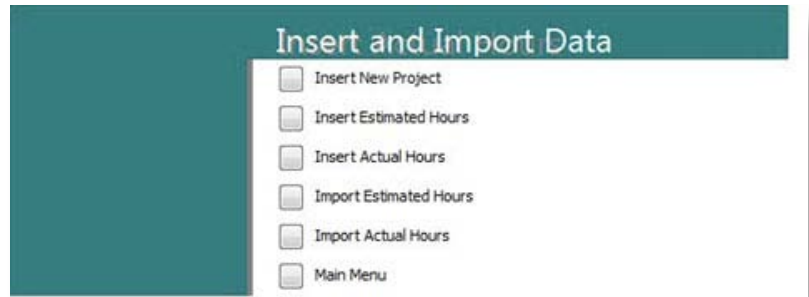 Insert and Import Data
Insert New Project
Insert Estimated Hours
Insert Actual Hours
Import Estimated Hours
Import Actual Hours
Main Menu